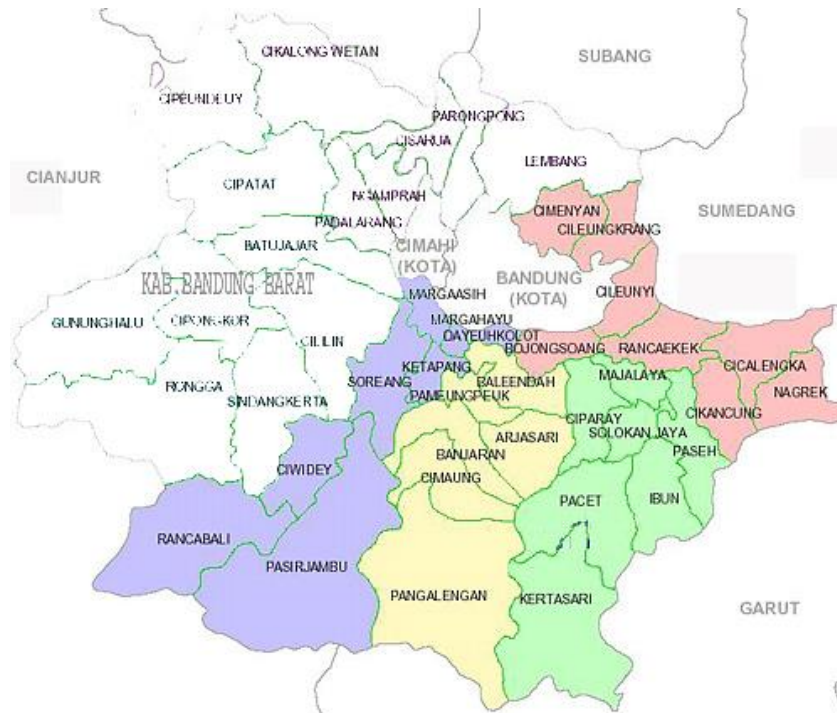 CIKALONG WETAN
SUBANG
CIPEUNDEUY
PARONGPONG
CISARUA
LEMBANG
CIANJUR
CIPATAT
NGAMPRAH
CIMENYAN
SUMEDANG
PADALARANG
CILEUNGKRANG
BATUJAJAR
CIMAHI
(KOTA)
BANDUNG
(KOTA)
KAB.BANDUNG BARAT
MARGAASIH
CILEUNYI
GUNUNGHALU
CIPONGKOR
MARGAHAYU
DAYEUHKOLOT
CILILIN
BOJONGSOANG
RANCAEKEK
KETAPANG
CICALENGKA
RONGGA
SOREANG
BALEENDAH
MAJALAYA
NAGREK
SINDANGKERTA
PAMEUNGPEUK
CIPARAY
CIKANCUNG
ARJASARI
SOLOKAN JAYA
BANJARAN
PASEH
CIWIDEY
CIMAUNG
PACET
IBUN
RANCABALI
PASIRJAMBU
PANGALENGAN
KERTASARI
GARUT